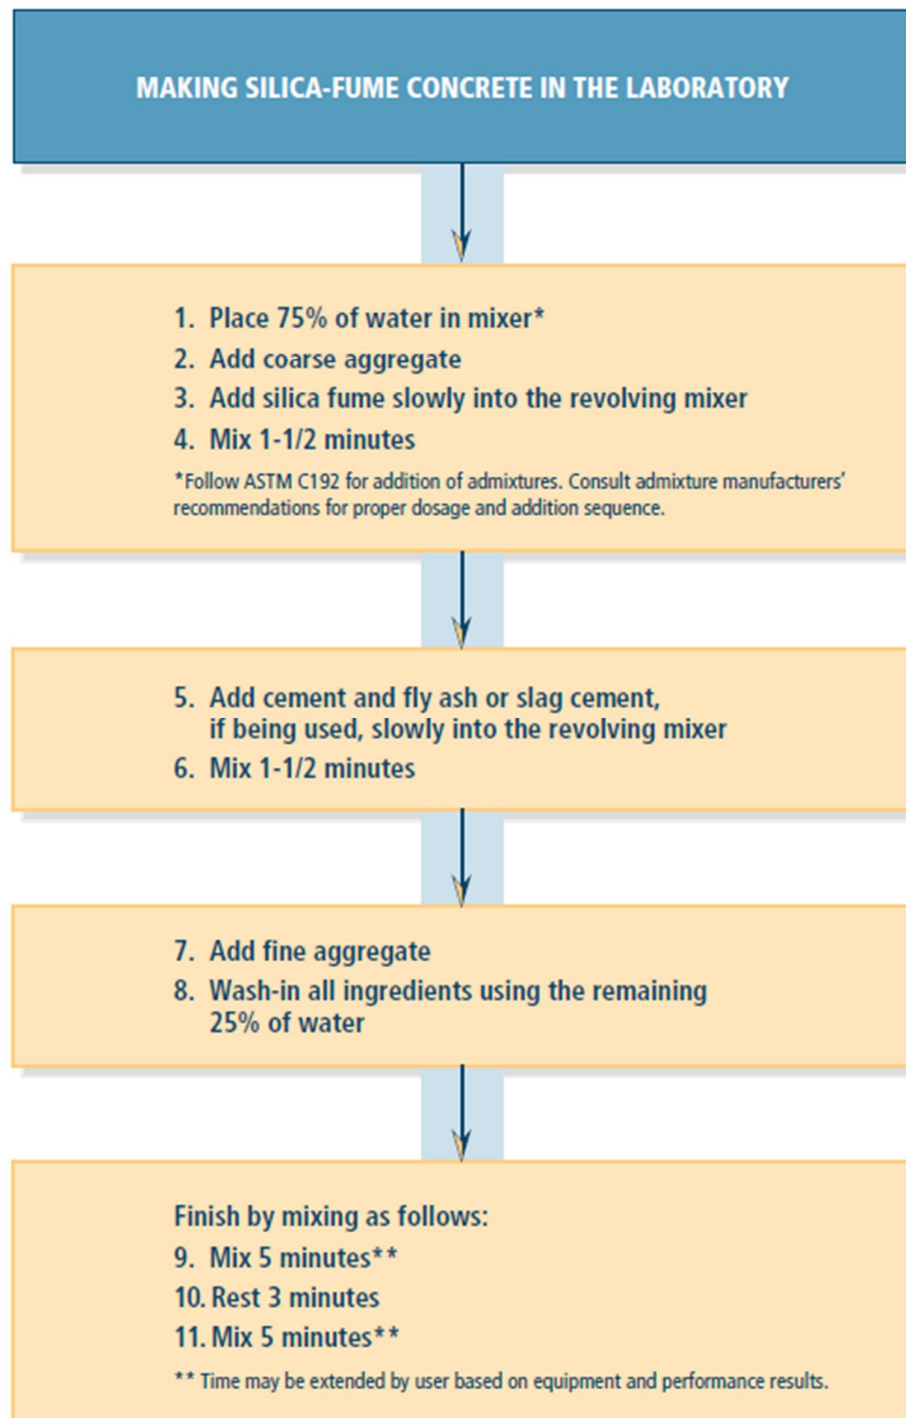 MAKING SILICA-FUME CONCRETE IN THE LABORATORY
1. Place 75% of water in mixer*
2. Add coarse aggregate
3. Add silica fume slowly into the revolving mixer
4. Mix 1-1/2 minutes
*Follow ASTM C192 for addition of admixtures. Consult admixture manufacturers’
recommendations for proper dosage and addition sequence.
5. Add cement and fly ash or slag cement,
if being used, slowly into the revolving mixer
6. Mix 1-1/2 minutes
7. Add fine aggregate
8. Wash-in all ingredients using the remaining
25% of water
Finish by mixing as follows:
9. Mix 5 minutes**
10. Rest 3 minutes
11. Mix 5 minutes**
** Time may be extended by user based on equipment and performance results.